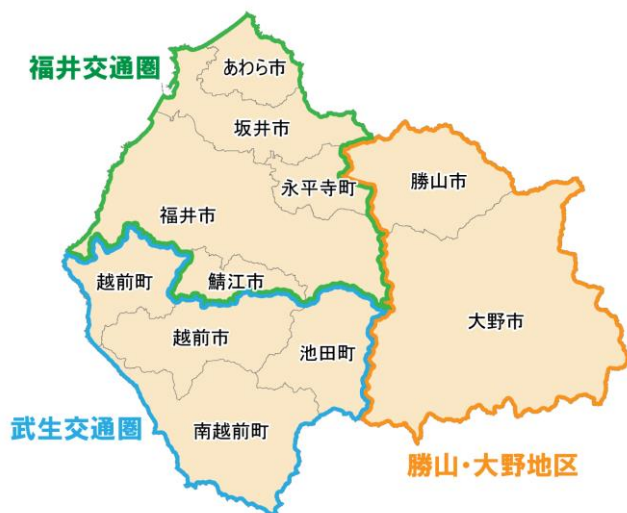 福井交通圏
あわら市
坂井市
永平寺町
勝山市
福井市
越前町
鯖江市
大野市
越前市
池田町
武生交通圏
南越前町
勝山・大野地区